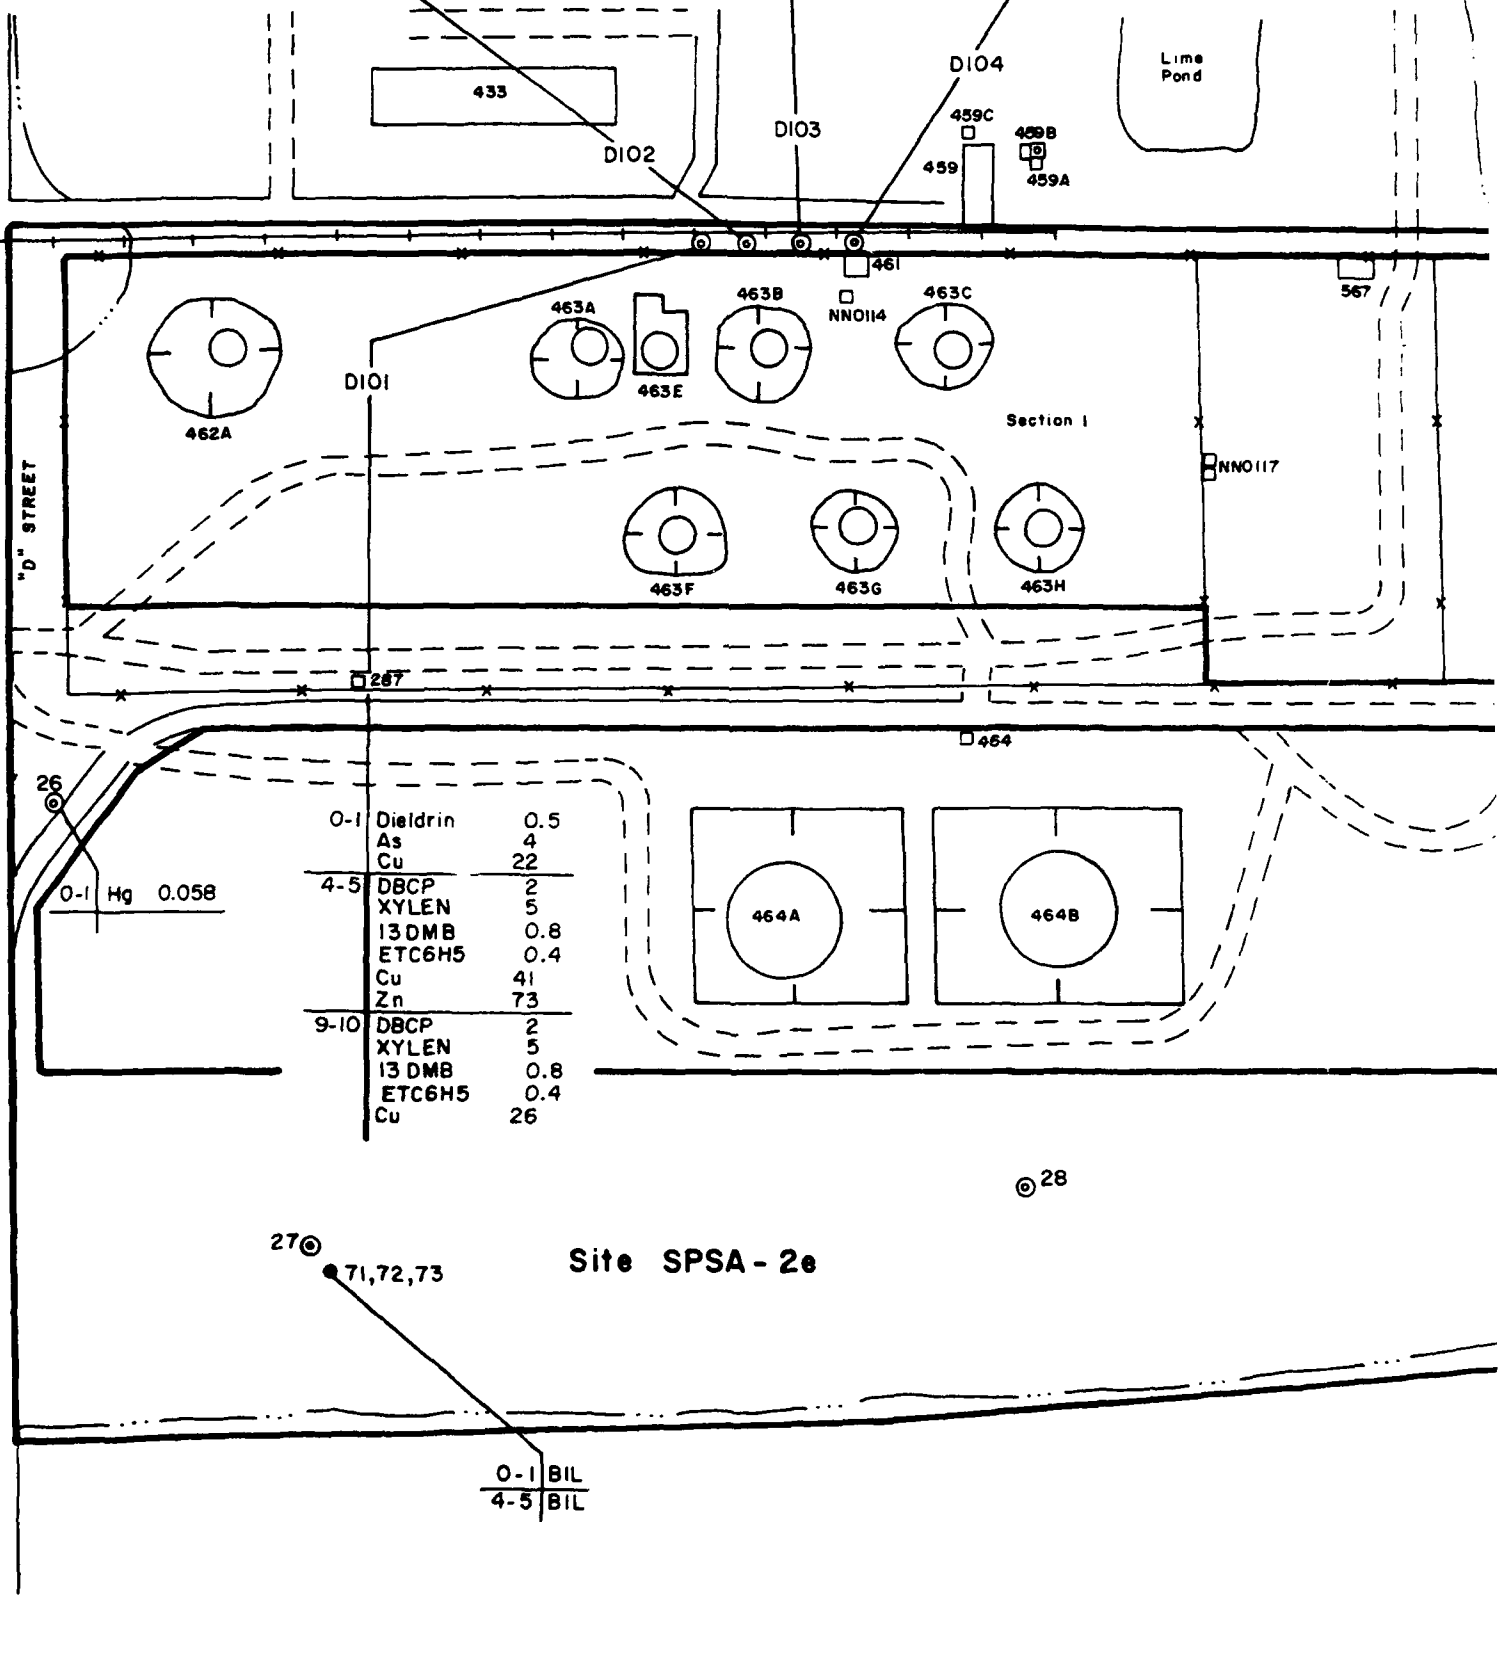 Lime
Pond
D104
433
459C
D103
459B
D102
459
459A
461
463B
463C
567
463A
NN0114
D101
463E
Section 1
462A
NN0117
"D" STREET
463F
463G
463H
287
464
26
0-1 Dieldrin 0.5
As 4
Cu 22
4-5 DBCP 2
XYLEN 5
13DMB 0.8
ETC6H5 0.4
Cu 41
Zn 73
9-10 DBCP 2
XYLEN 5
13DMB 0.8
ETC6H5 0.4
Cu 26
0-1 Hg 0.058
464A
464B
28
27
71,72,73
Site SPSA-2e
0-1 BIL
4-5 BIL